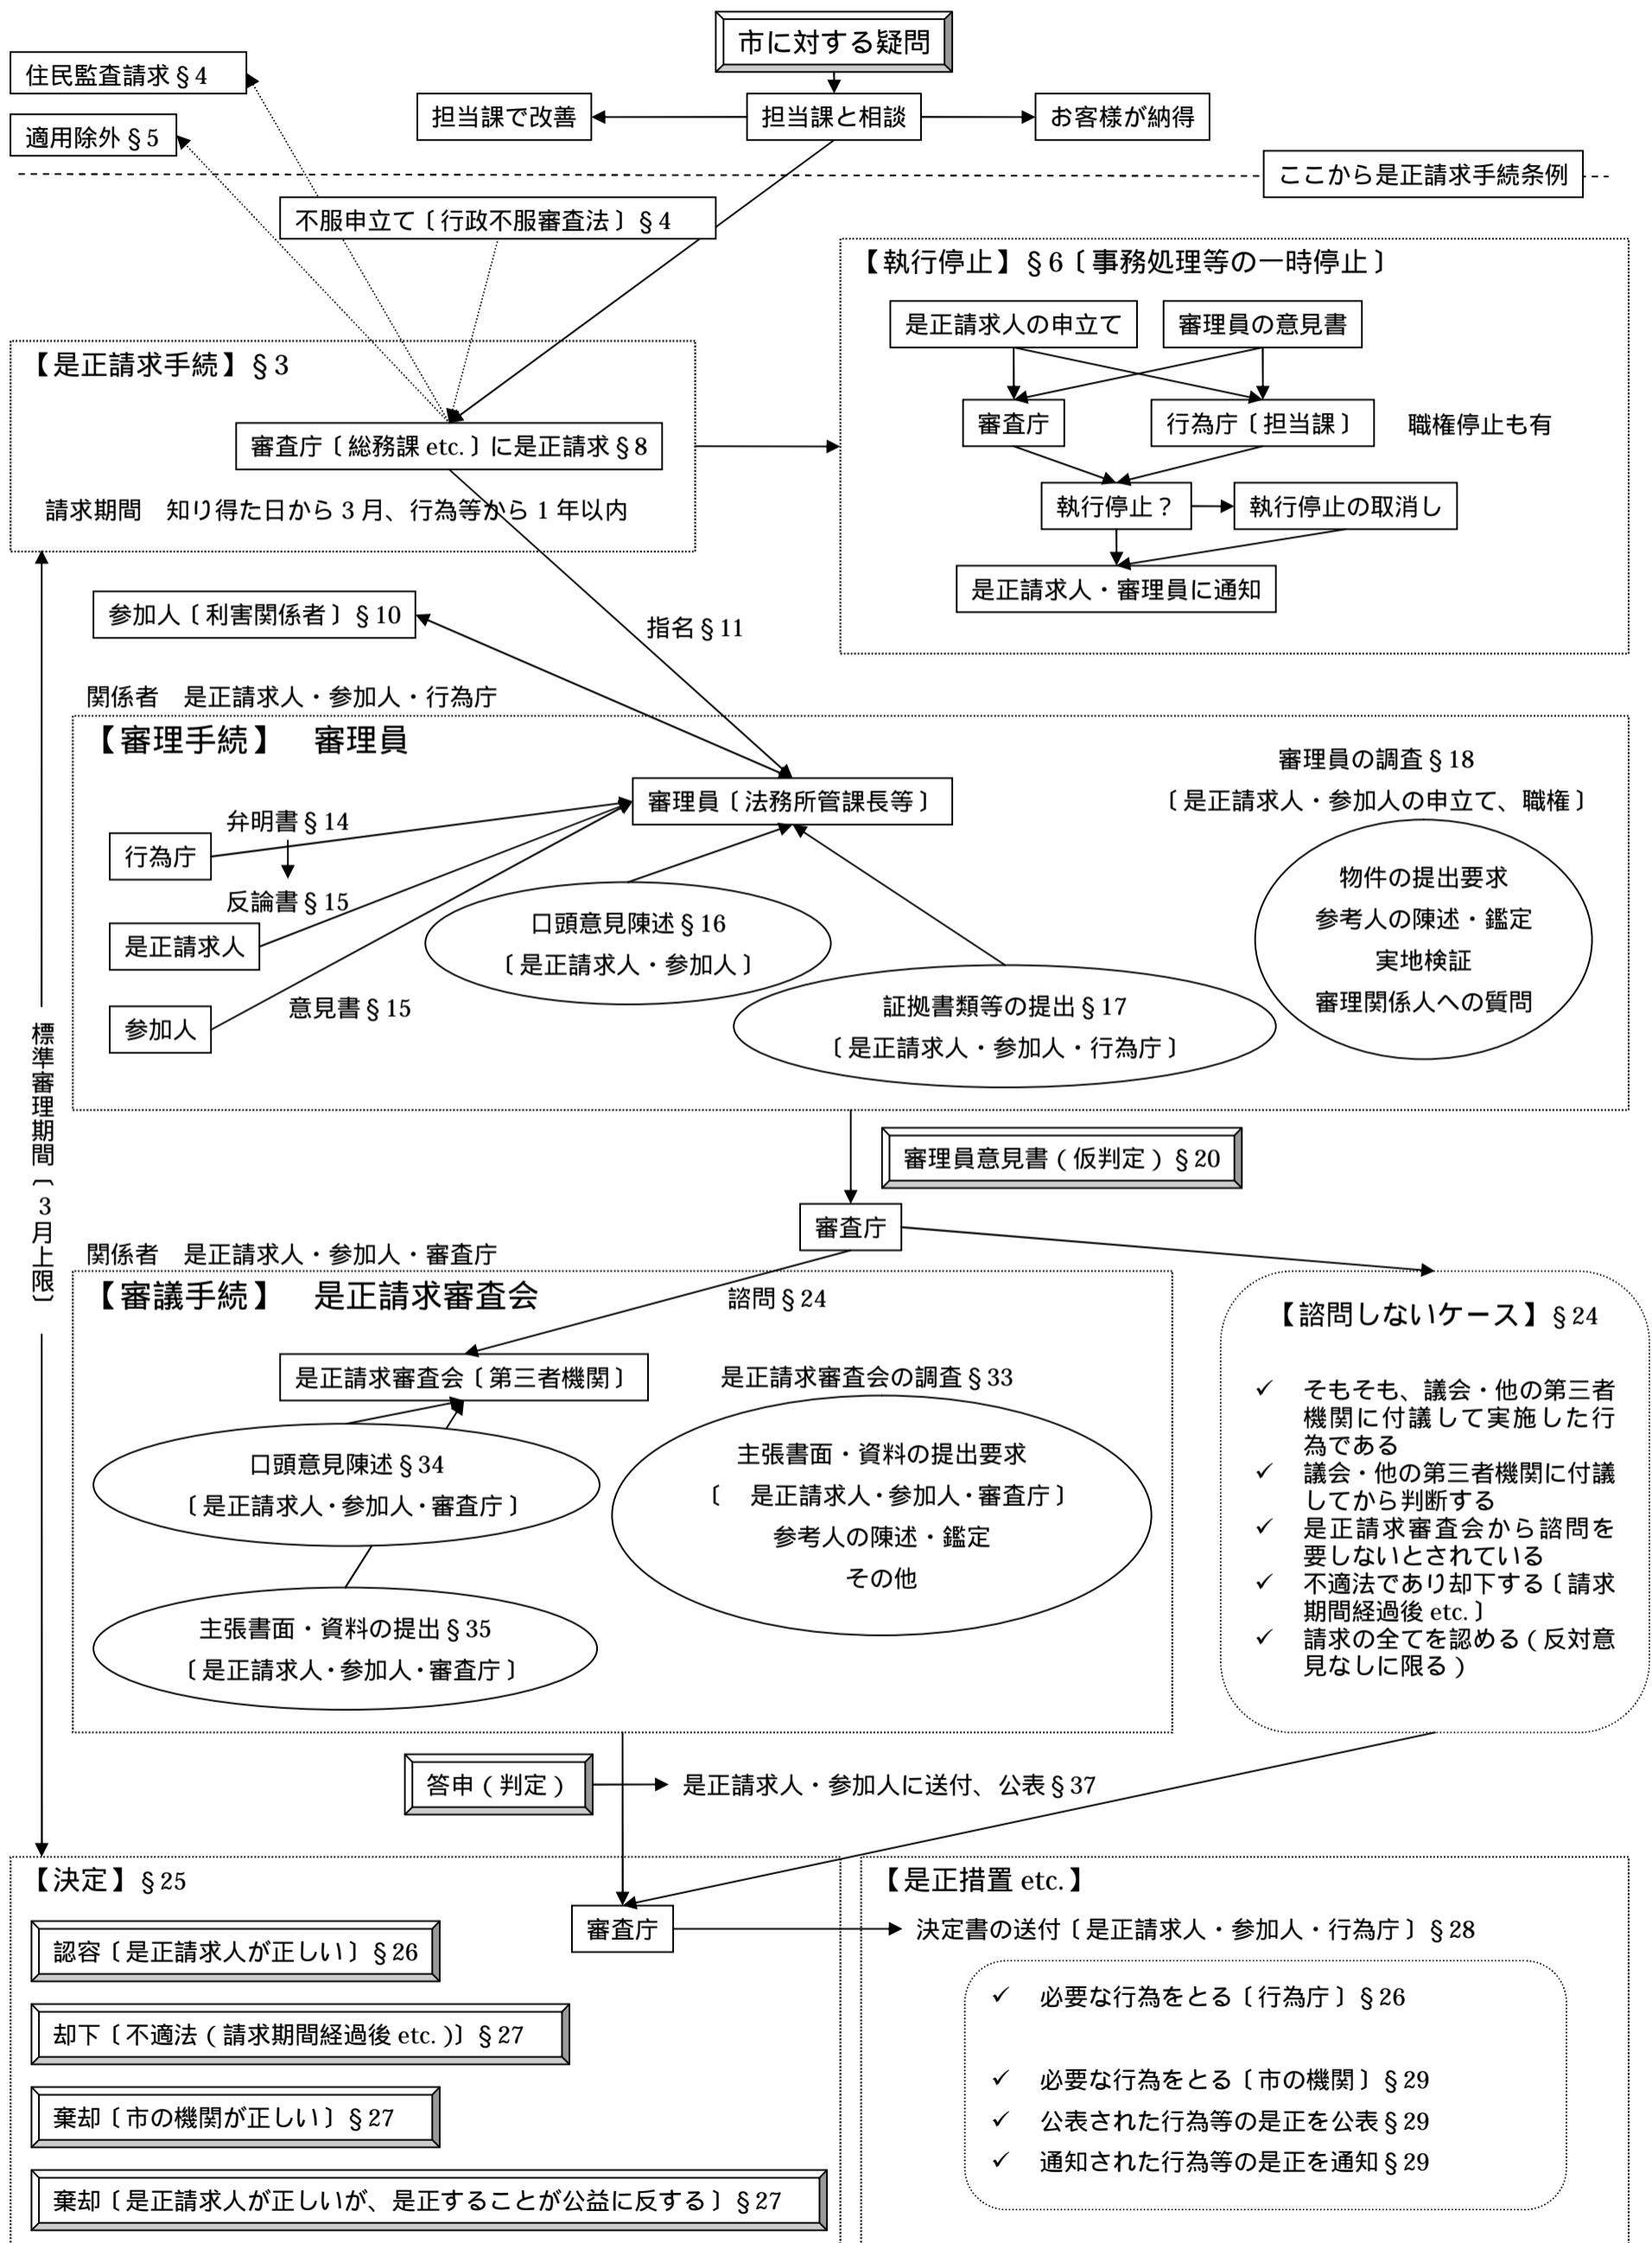 市に対する疑問
住民監査請求§4
担当課で改善
担当課と相談
お客様が納得
適用除外§5
ここから是正請求手続条例
不服申立て〔行政不服審査法〕§4
【執行停止】§6〔事務処理等の一時停止〕
是正請求人の申立て
審理員の意見書
審査庁
行為庁〔担当課〕
職権停止も有
執行停止？
執行停止の取消し
是正請求人・審理員に通知
【是正請求手続】§3
審査庁〔総務課 etc.〕に是正請求§8
請求期間　知り得た日から3月、行為等から1年以内
参加人〔利害関係者〕§10
指名§11
標準審理期間〔3月上限〕
関係者　是正請求人・参加人・行為庁
【審理手続】　審理員
審理員〔法務所管課長等〕
審理員の調査§18
〔是正請求人・参加人の申立て、職権〕
物件の提出要求
参考人の陳述・鑑定
実地検証
審理関係人への質問
弁明書§14
行為庁
反論書§15
是正請求人
意見書§15
参加人
口頭意見陳述§16
〔是正請求人・参加人〕
証拠書類等の提出§17
〔是正請求人・参加人・行為庁〕
審理員意見書（仮判定）§20
審査庁
関係者　是正請求人・参加人・審査庁
【審議手続】　是正請求審査会
諮問§24
是正請求審査会〔第三者機関〕
是正請求審査会の調査§33
主張書面・資料の提出要求
〔　是正請求人・参加人・審査庁〕
参考人の陳述・鑑定
その他
口頭意見陳述§34
〔是正請求人・参加人・審査庁〕
主張書面・資料の提出§35
〔是正請求人・参加人・審査庁〕
【諮問しないケース】§24
✓ そもそも、議会・他の第三者
機関に付議して実施した行
為である
✓ 議会・他の第三者機関に付議
してから判断する
✓ 是正請求審査会から諮問を
要しないとされている
✓ 不適法であり却下する〔請求
期間経過後 etc.〕
✓ 請求の全てを認める（反対意
見なしに限る）
答申（判定）
是正請求人・参加人に送付、公表§37
【決定】§25
審査庁
認容〔是正請求人が正しい〕§26
却下〔不適法（請求期間経過後 etc.）〕§27
棄却〔市の機関が正しい〕§27
棄却〔是正請求人が正しいが、是正することが公益に反する〕§27
【是正措置 etc.】
決定書の送付〔是正請求人・参加人・行為庁〕§28
✓ 必要な行為をとる〔行為庁〕§26
✓ 必要な行為をとる〔市の機関〕§29
✓ 公表された行為等の是正を公表§29
✓ 通知された行為等の是正を通知§29